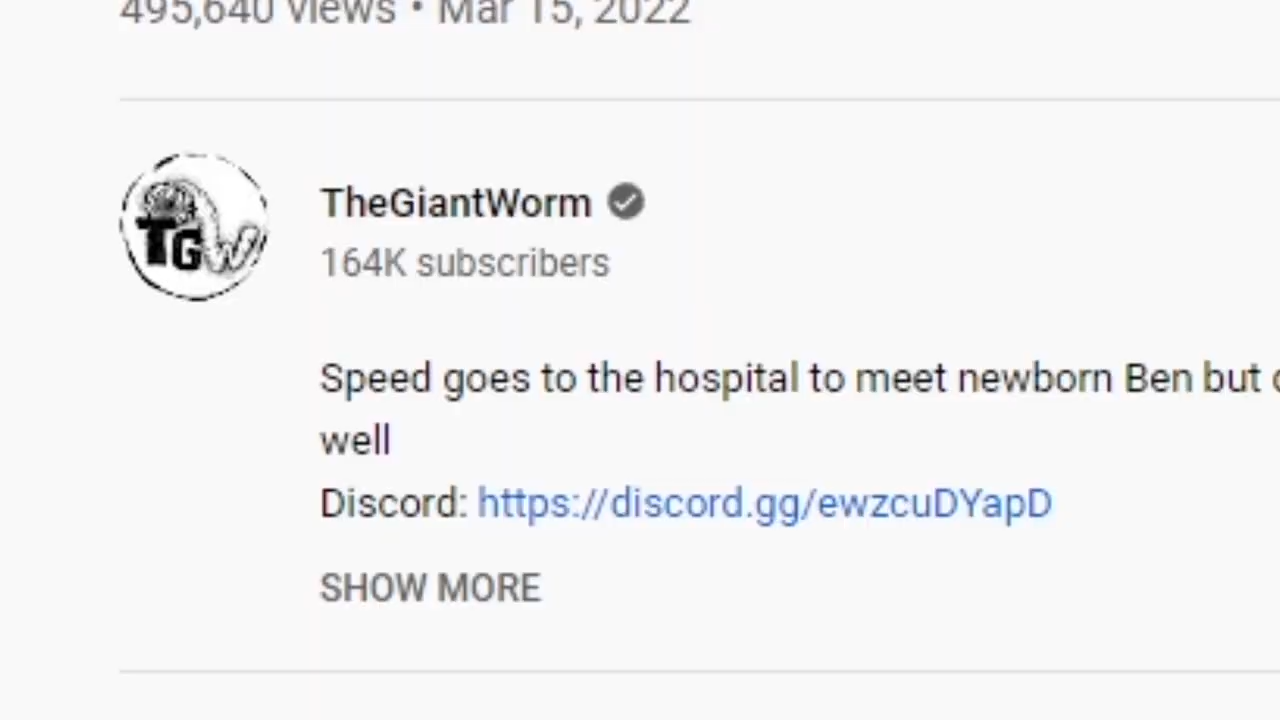 495,640 views • Mar 15, 2022
TGW
TheGiantWorm
164K subscribers
Speed goes to the hospital to meet newborn Ben but
well
Discord: https://discord.gg/ewzcuDYapD
SHOW MORE